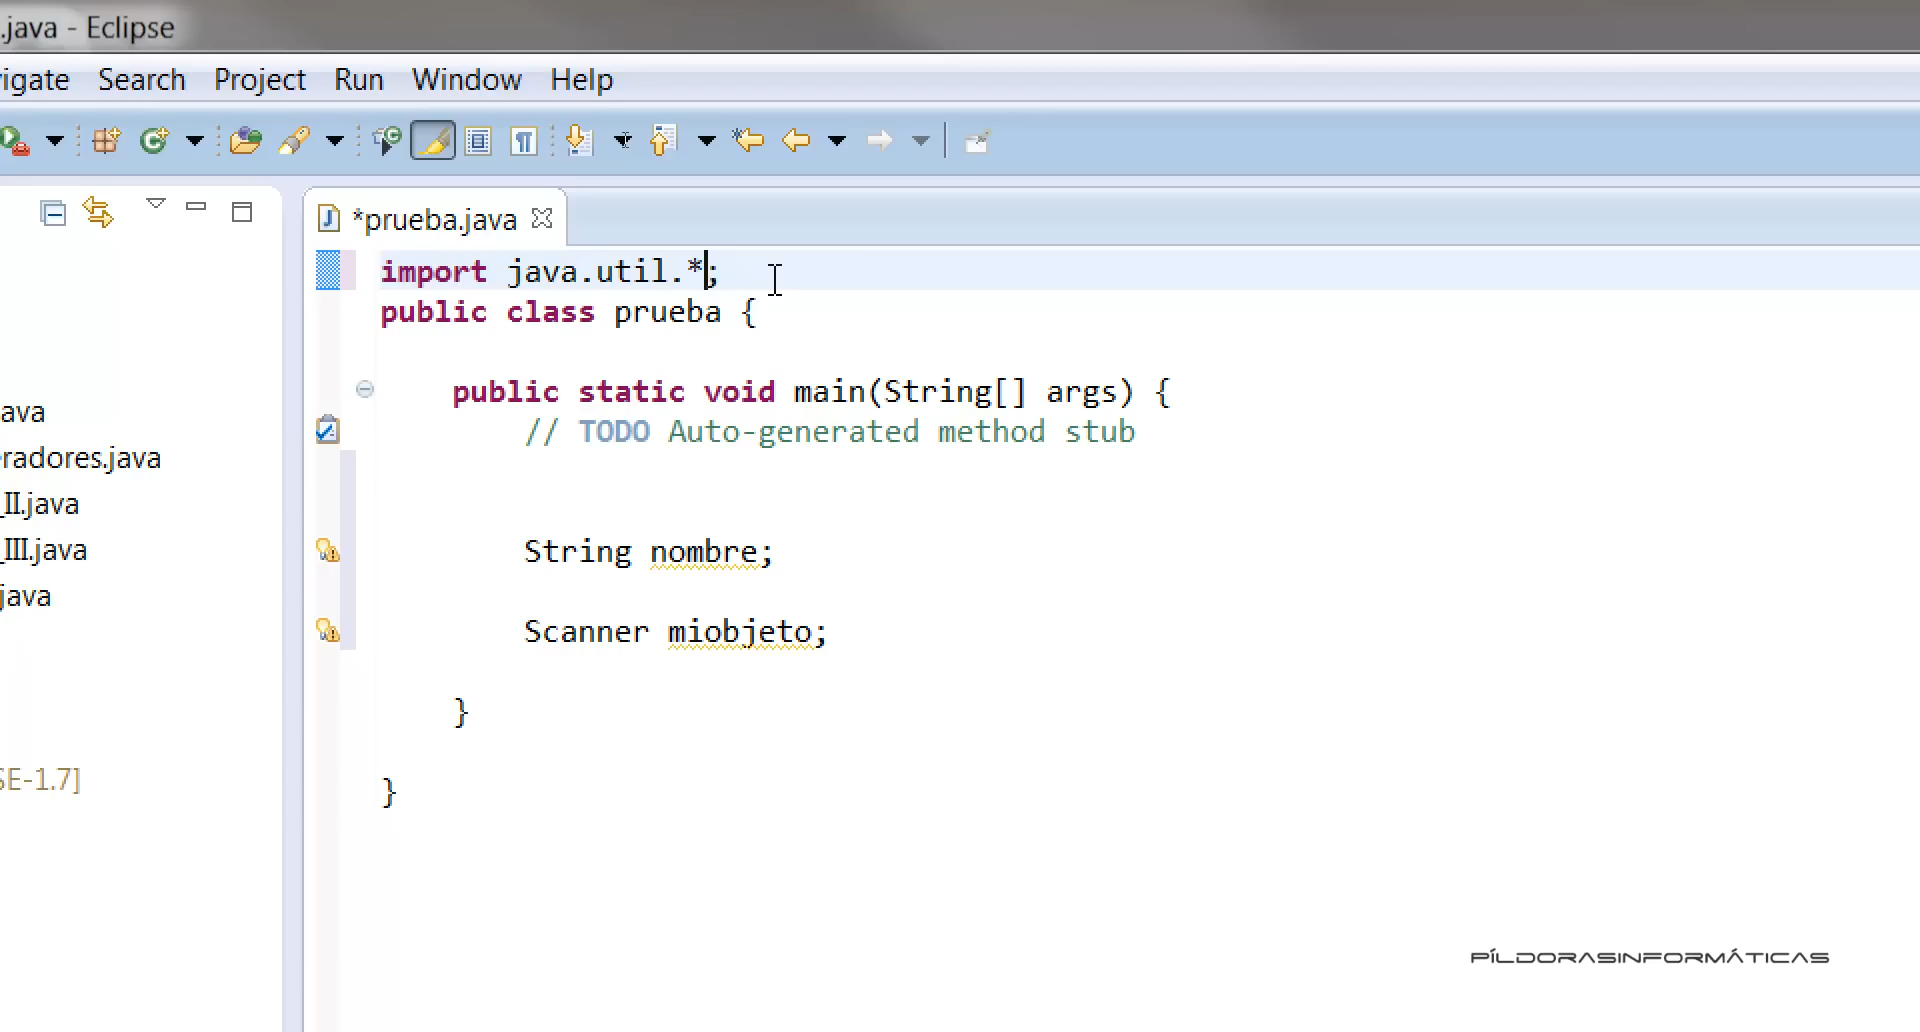 .java - Eclipse
igate Search Project Run Window Help
*prueba.java
import java.util.*;
public class prueba {
public static void main(String[] args) {
// TODO Auto-generated method stub
String nombre;
Scanner miobjeto;
}
}
ava
radores.java
_II.java
_III.java
java
SE-1.7]
PÍLDORASINFORMÁTICAS